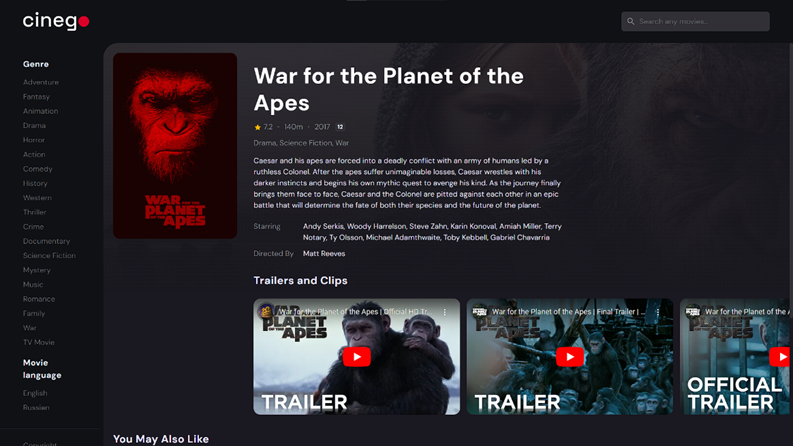 cinego
Search any movies...
Genre
Adventure
Fantasy
Animation
Drama
Horror
Action
Comedy
History
Western
Thriller
Crime
Documentary
Science Fiction
Mystery
Music
Romance
Family
War
TV Movie
Movie
language
English
Russian
Copyright
WAR
FOR THE
PLANET
OF THE
APES
War for the Planet of the
Apes
7.2 • 140m • 2017 12
Drama, Science Fiction, War
Caesar and his apes are forced into a deadly conflict with an army of humans led by a
ruthless Colonel. After the apes suffer unimaginable losses, Caesar wrestles with his
darker instincts and begins his own mythic quest to avenge his kind. As the journey finally
brings them face to face, Caesar and the Colonel are pitted against each other in an epic
battle that will determine the fate of both their species and the future of the planet.
Starring Andy Serkis, Woody Harrelson, Steve Zahn, Karin Konoval, Amiah Miller, Terry
Notary, Ty Olsson, Michael Adamthwaite, Toby Kebbell, Gabriel Chavarria
Directed By Matt Reeves
Trailers and Clips
War for the Planet of the Apes | Official HD Tr...
WAR
PLANET
APES
TRAILER
War for the Planet of the Apes | Final Trailer | ...
WAR
PLANET
APES
TRAILER
War for the Planet of the A
PLANET
APES
OFFICIAL
TRAILER
You May Also Like